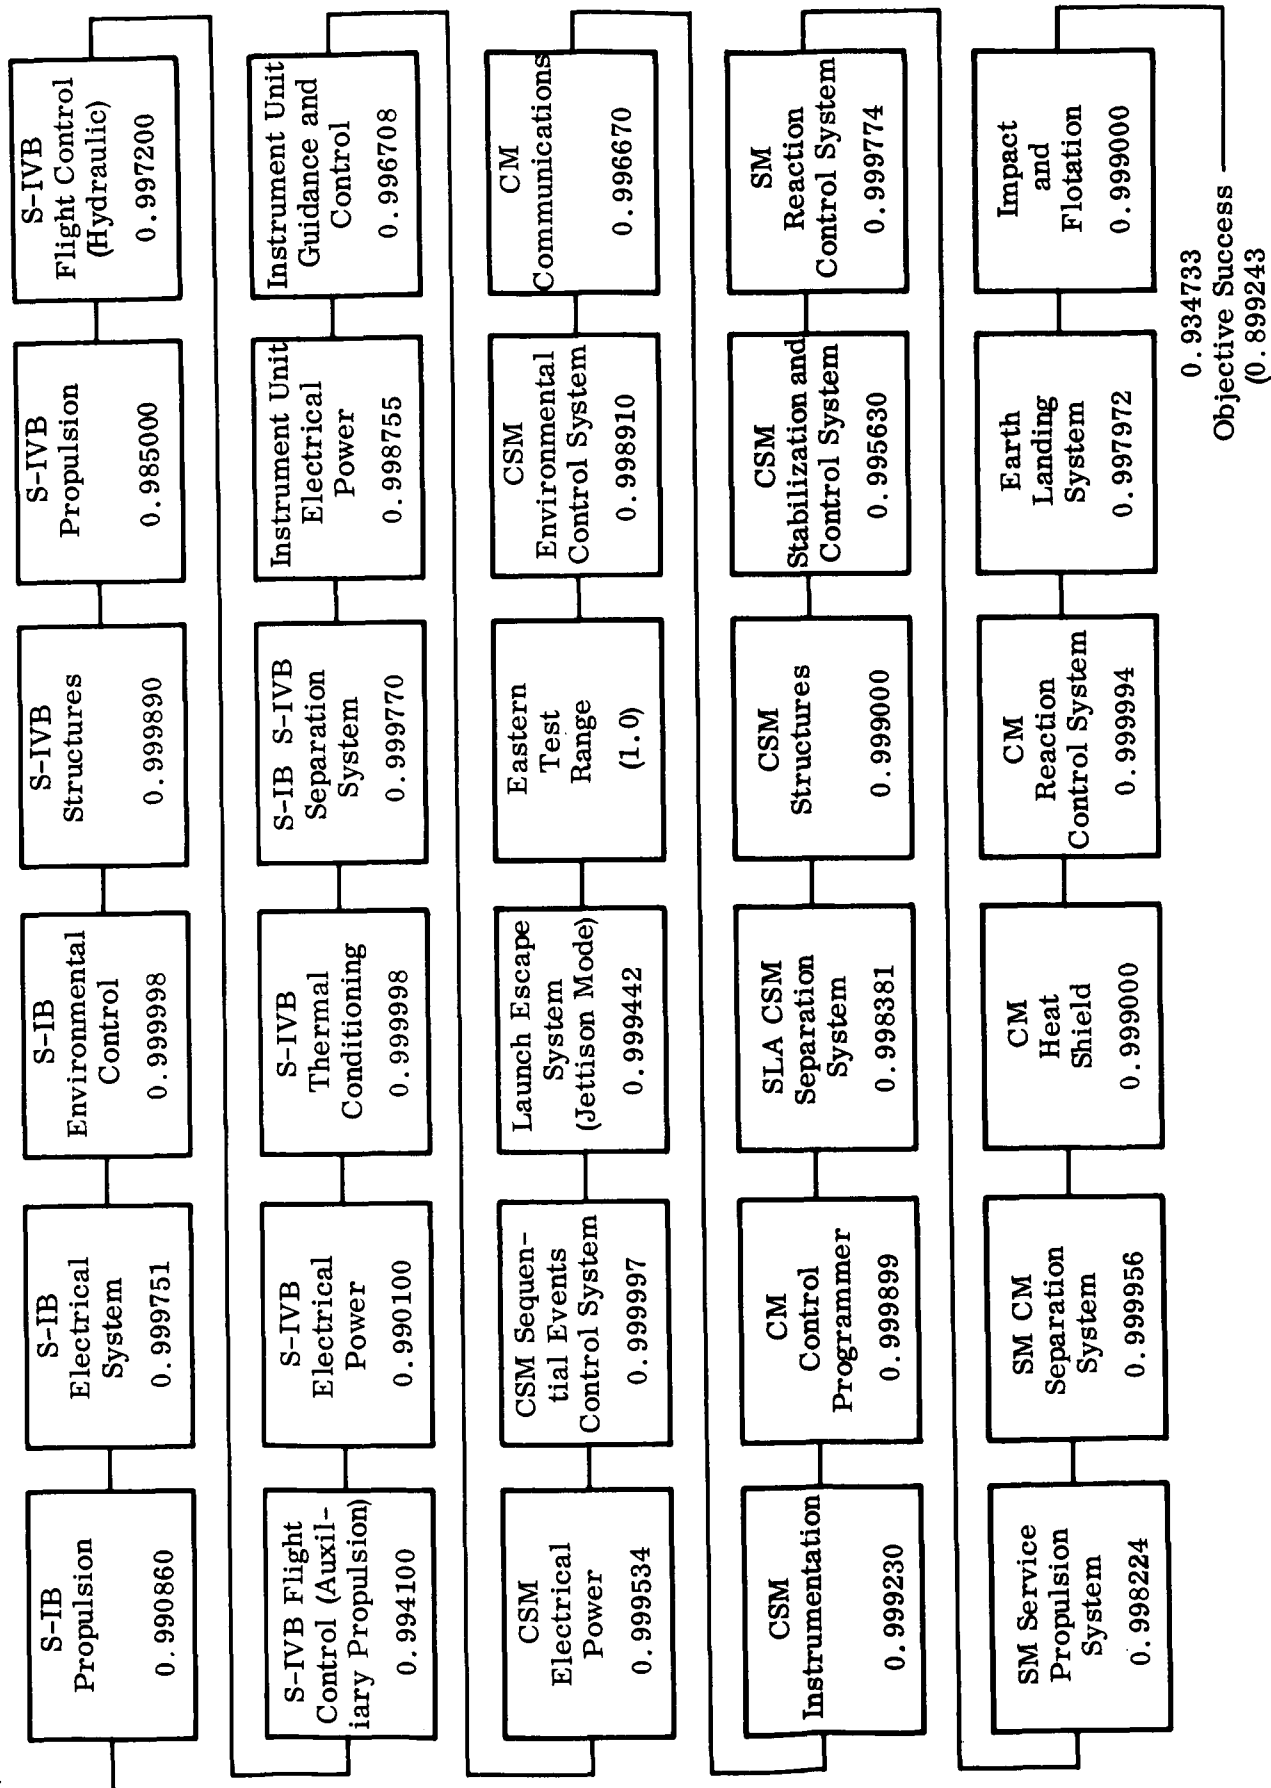 S-IB
Propulsion
0.990860
S-IB
Electrical
System
0.999751
S-IB
Environmental
Control
0.999998
S-IVB
Structures
0.999890
S-IVB
Propulsion
0.985000
S-IVB
Flight Control
(Hydraulic)
0.997200
S-IVB Flight
Control (Auxil-
iary Propulsion)
0.994100
S-IVB
Electrical
Power
0.990100
S-IVB
Thermal
Conditioning
0.999998
S-IB S-IVB
Separation
System
0.999770
Instrument Unit
Electrical
Power
0.998755
Instrument Unit
Guidance and
Control
0.996708
CSM
Electrical
Power
0.999534
CSM Sequen-
tial Events
Control System
0.999997
Launch Escape
System
(Jettison Mode)
0.999442
Eastern
Test
Range
(1.0)
CSM
Environmental
Control System
0.998910
CM
Communications
0.996670
CSM
Instrumentation
0.999230
CM
Control
Programmer
0.999899
SLA CSM
Separation
System
0.998381
CSM
Structures
0.999000
CSM
Stabilization and
Control System
0.995630
SM
Reaction
Control System
0.999774
SM Service
Propulsion
System
0.998224
SM CM
Separation
System
0.999956
CM
Heat
Shield
0.999000
CM
Reaction
Control System
0.999994
Earth
Landing
System
0.997972
Impact
and
Flotation
0.999000
0.934733
Objective Success
(0.899243